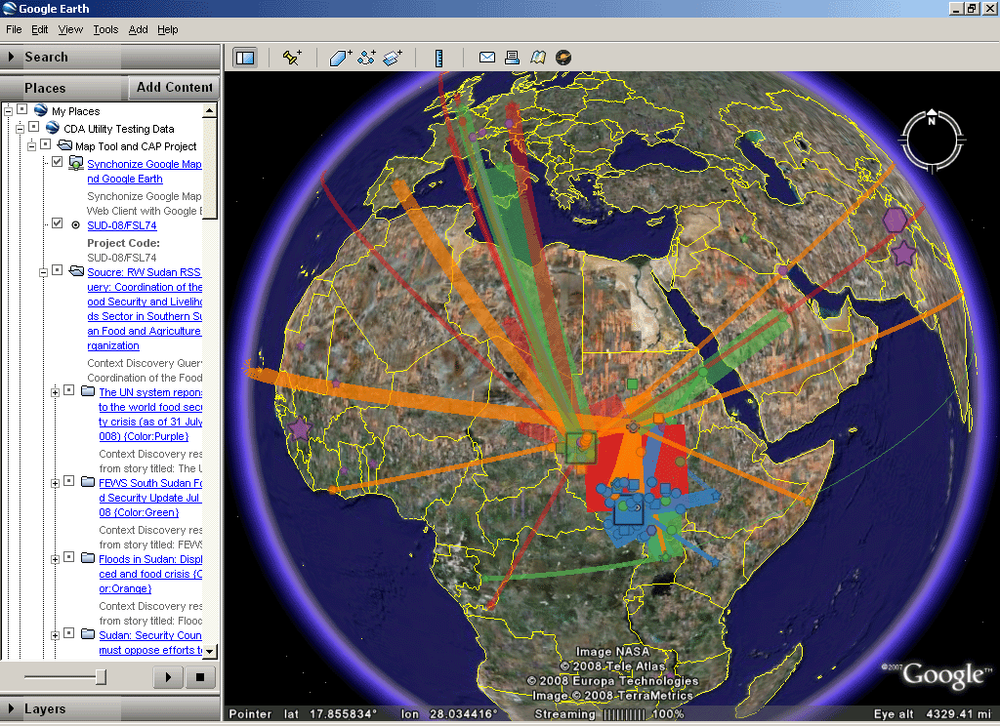 Google Earth
File Edit View Tools Add Help
Search
Places
Add Content
My Places
CDA Utility Testing Data
Map Tool and CAP Project
Synchonize Google Map
nd Google Earth
Synchonize Google Map
Web Client with Google E
SUD-08/FSL74
Project Code:
SUD-08/FSL74
Soucre: RW Sudan RSS
uery: Coordination of the
ood Security and Liveliho
ds Sector in Southern Su
an Food and Agriculture
rganization
Context Discovery Query
Coordination of the Food
The UN system repon
to the world food secu
ty crisis (as of 31 July
008) {Color:Purple}
Context Discovery res
from story titled: The U
FEWS South Sudan Fo
d Security Update Jul
08 {Color:Green}
Context Discovery res
from story titled: FEWS
Floods in Sudan: Displ
ced and food crisis {C
or:Orange}
Context Discovery res
from story titled: Flooc
Sudan: Security Coun
must oppose efforts to
Layers
N
Image NASA
© 2008 Tele Atlas
© 2008 Europa Technologies
Image © 2008 TerraMetrics
©2007 Google™
Pointer lat 17.855834° lon 28.034416° Streaming |||||||||| 100% Eye alt 4329.41 mi